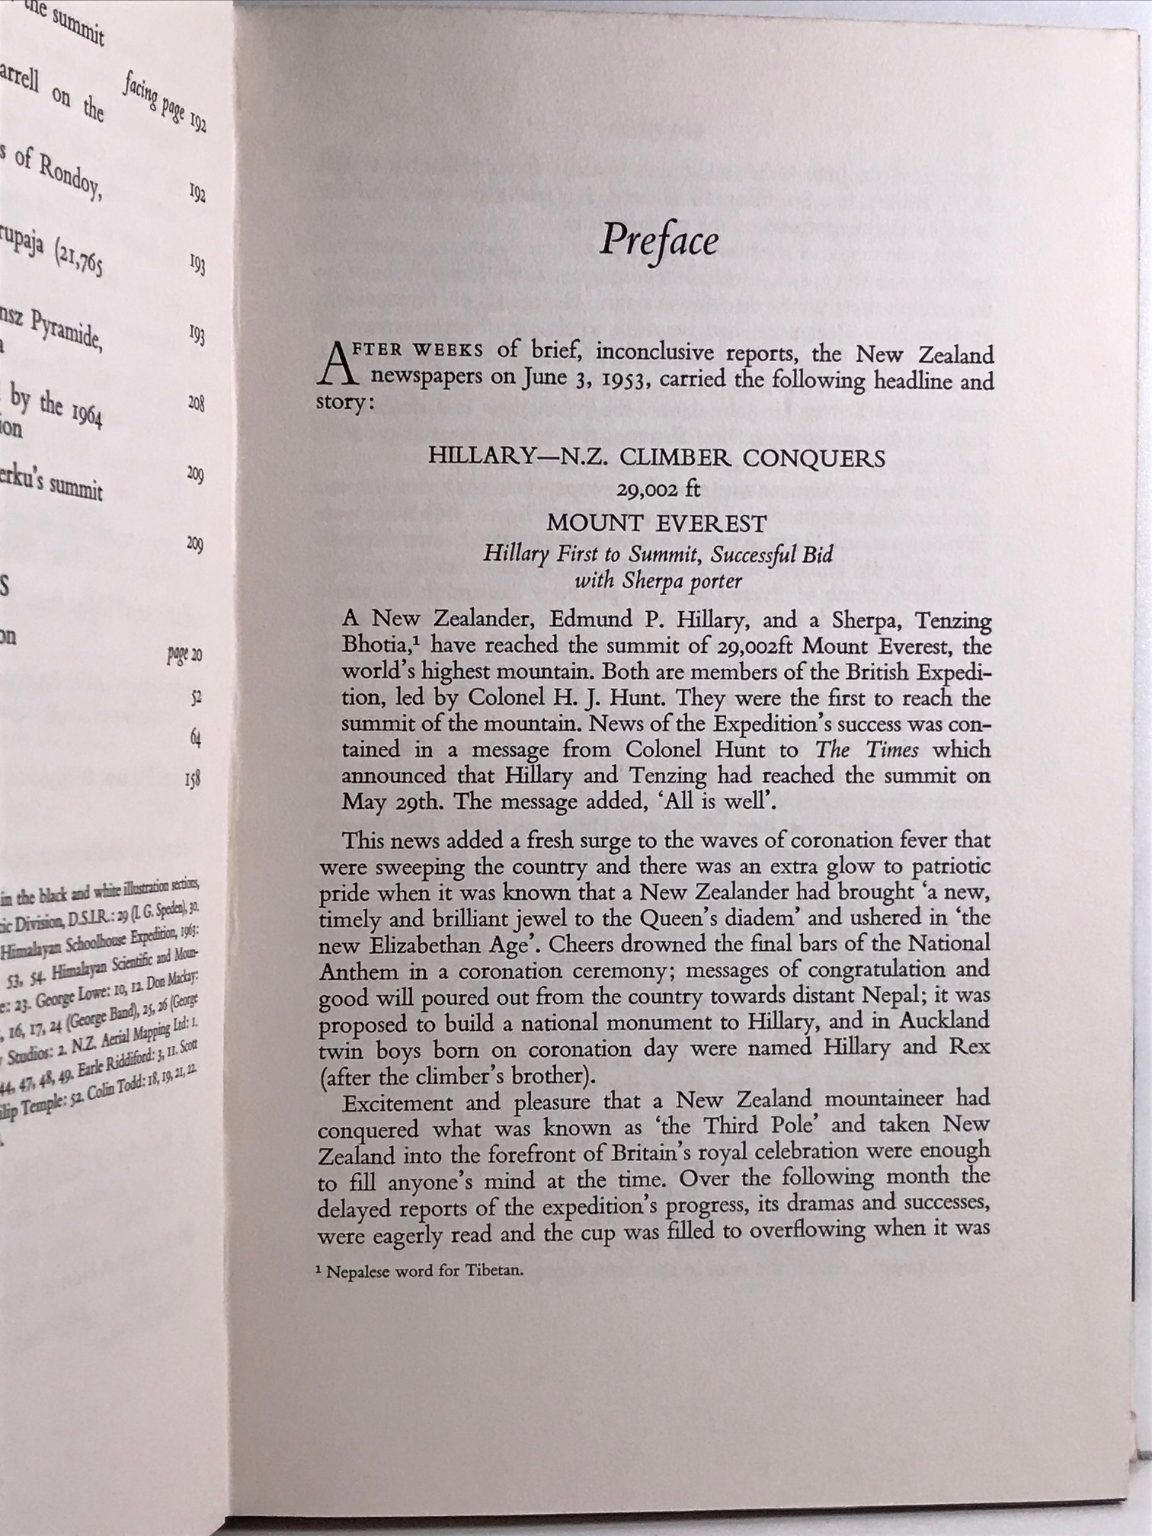 the summit
facing page 192
arrell on the
192
s of Rondoy,
193
rupaja (21,765
193
nsz Pyramide,
208
by the 1964
ion
209
erku's summit
209
S
on
page 20
52
64
158
in the black and white illustration sections,
ic Division, D.S.I.R.: 29 (I. G. Speden), 30.
Himalayan Schoolhouse Expedition, 1963:
53, 54. Himalayan Scientific and Moun-
e: 23. George Lowe: 10, 12. Don Mackay:
, 16, 17, 24 (George Band), 25, 26 (George
Studios: 2. N.Z. Aerial Mapping Ltd: 1.
44, 47, 48, 49. Earle Riddiford: 3, 11. Scott
ilip Temple: 52. Colin Todd: 18, 19, 21, 22.
Preface
AFTER WEEKS of brief, inconclusive reports, the New Zealand
newspapers on June 3, 1953, carried the following headline and
story:
HILLARY—N.Z. CLIMBER CONQUERS
29,002 ft
MOUNT EVEREST
Hillary First to Summit, Successful Bid
with Sherpa porter
A New Zealander, Edmund P. Hillary, and a Sherpa, Tenzing
Bhotia,¹ have reached the summit of 29,002ft Mount Everest, the
world's highest mountain. Both are members of the British Expedi-
tion, led by Colonel H. J. Hunt. They were the first to reach the
summit of the mountain. News of the Expedition's success was con-
tained in a message from Colonel Hunt to The Times which
announced that Hillary and Tenzing had reached the summit on
May 29th. The message added, 'All is well'.
This news added a fresh surge to the waves of coronation fever that
were sweeping the country and there was an extra glow to patriotic
pride when it was known that a New Zealander had brought 'a new,
timely and brilliant jewel to the Queen's diadem' and ushered in 'the
new Elizabethan Age'. Cheers drowned the final bars of the National
Anthem in a coronation ceremony; messages of congratulation and
good will poured out from the country towards distant Nepal; it was
proposed to build a national monument to Hillary, and in Auckland
twin boys born on coronation day were named Hillary and Rex
(after the climber's brother).
Excitement and pleasure that a New Zealand mountaineer had
conquered what was known as 'the Third Pole' and taken New
Zealand into the forefront of Britain's royal celebration were enough
to fill anyone's mind at the time. Over the following month the
delayed reports of the expedition's progress, its dramas and successes,
were eagerly read and the cup was filled to overflowing when it was
¹ Nepalese word for Tibetan.